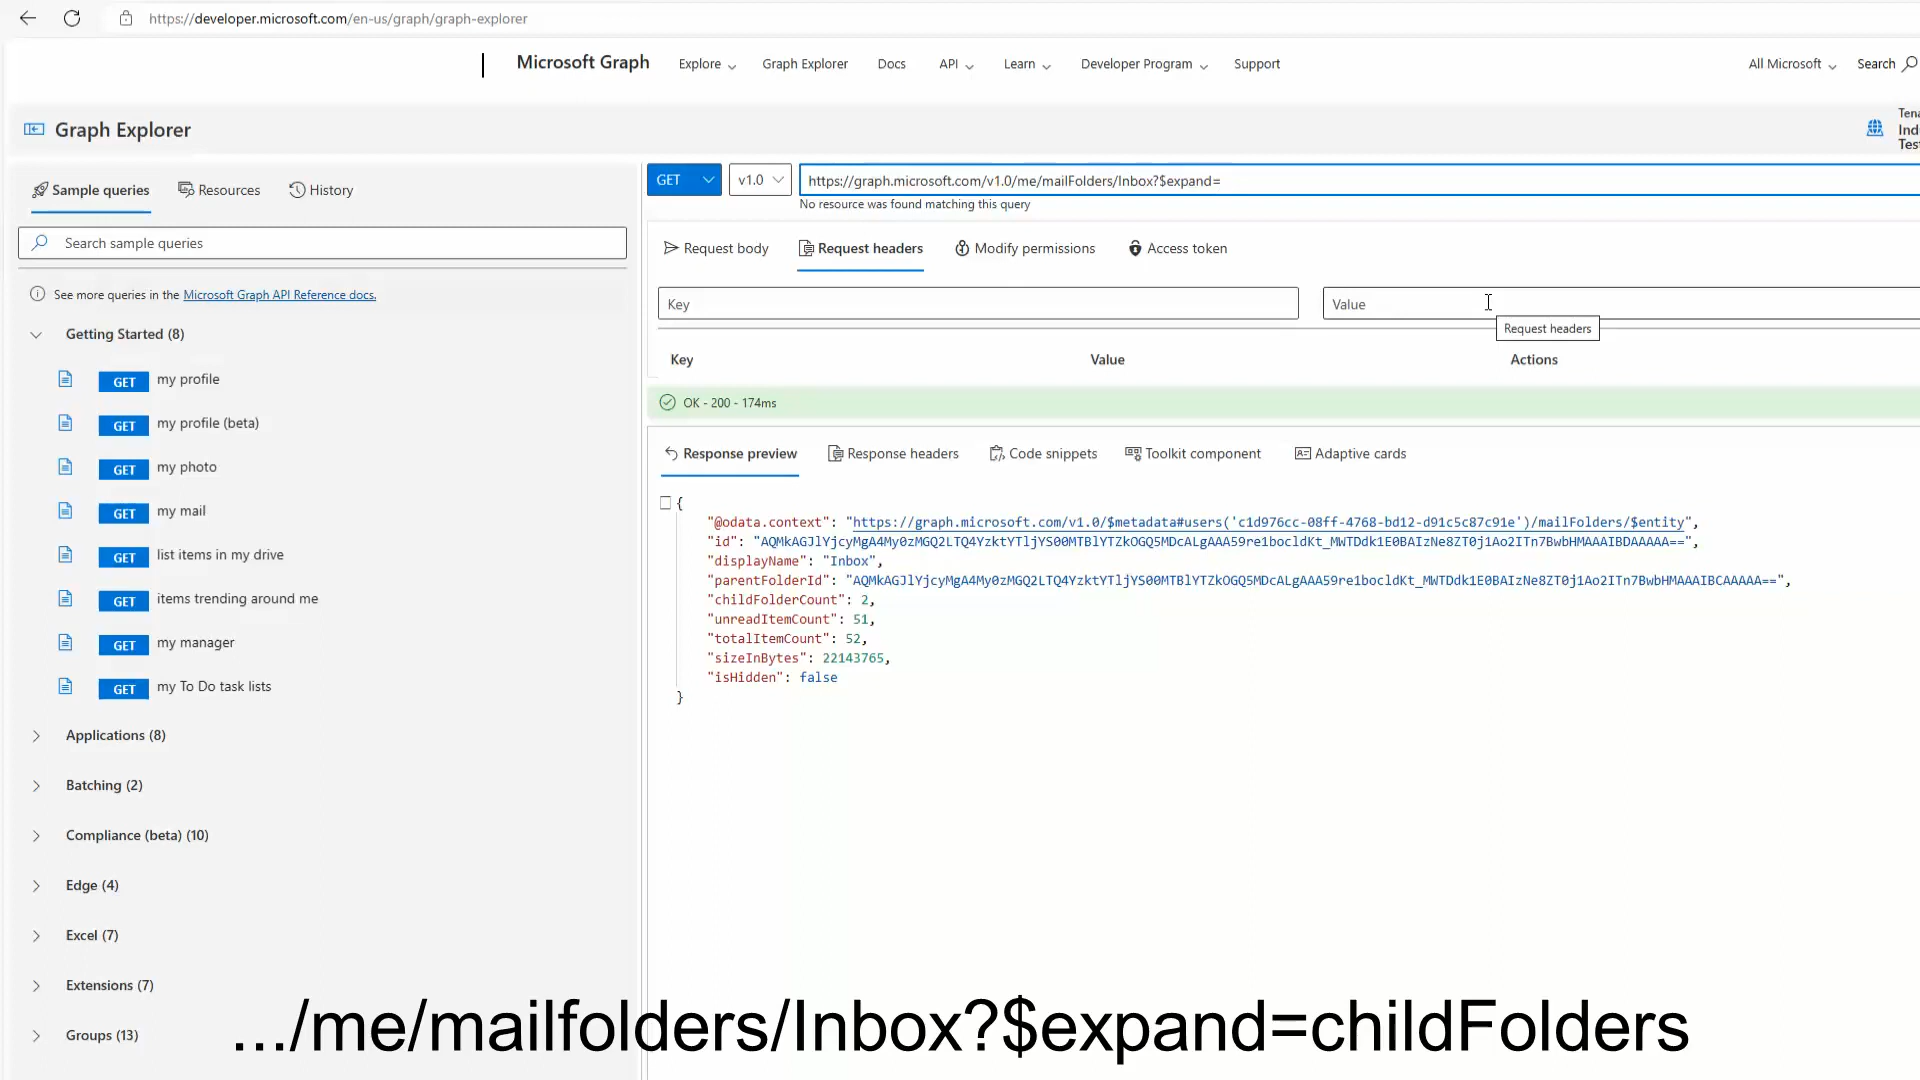 https://developer.microsoft.com/en-us/graph/graph-explorer
Microsoft Graph Explore Graph Explorer Docs API Learn Developer Program Support All Microsoft Search
Graph Explorer
Tena
Ind
Test
Sample queries Resources History
Search sample queries
See more queries in the Microsoft Graph API Reference docs.
Getting Started (8)
GET my profile
GET my profile (beta)
GET my photo
GET my mail
GET list items in my drive
GET items trending around me
GET my manager
GET my To Do task lists
Applications (8)
Batching (2)
Compliance (beta) (10)
Edge (4)
Excel (7)
Extensions (7)
Groups (13)
GET v1.0 https://graph.microsoft.com/v1.0/me/mailFolders/Inbox?$expand=
No resource was found matching this query
Request body Request headers Modify permissions Access token
Key Value
Request headers
Key Value Actions
OK - 200 - 174ms
Response preview Response headers Code snippets Toolkit component Adaptive cards
{
"@odata.context": "https://graph.microsoft.com/v1.0/$metadata#users('c1d976cc-08ff-4768-bd12-d91c5c87c91e')/mailFolders/$entity",
"id": "AQMkAGJlYjcyMgA4My0zMGQ2LTQ4YzktYTljYS00MTBlYTZkOGQ5MDcALgAAA59re1bocldKt_MWTDdk1E0BAIzNe8ZT0j1Ao2ITn7BwbHMAAAIBDAAAAA==",
"displayName": "Inbox",
"parentFolderId": "AQMkAGJlYjcyMgA4My0zMGQ2LTQ4YzktYTljYS00MTBlYTZkOGQ5MDcALgAAA59re1bocldKt_MWTDdk1E0BAIzNe8ZT0j1Ao2ITn7BwbHMAAAIBCAAAAA==",
"childFolderCount": 2,
"unreadItemCount": 51,
"totalItemCount": 52,
"sizeInBytes": 22143765,
"isHidden": false
}
.../me/mailfolders/Inbox?$expand=childFolders